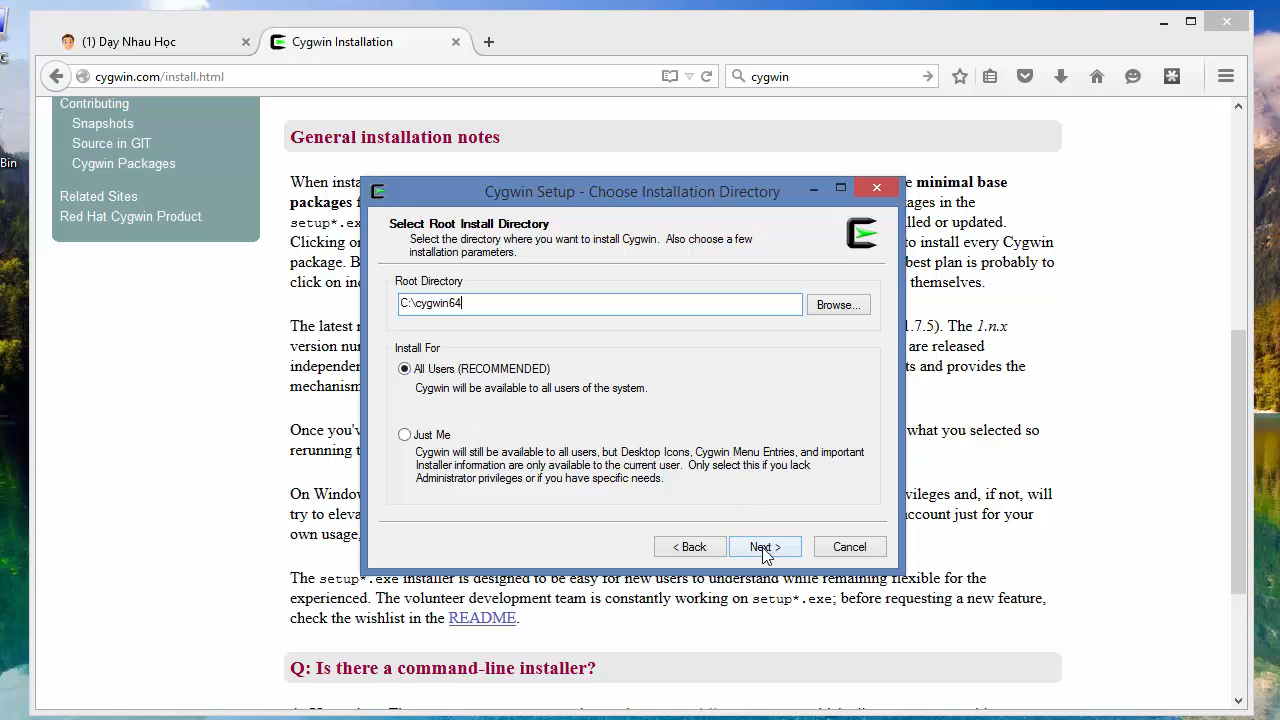 (1) Dạy Nhau Học
Cygwin Installation
cygwin.com/install.html
cygwin
Contributing
Snapshots
Source in GIT
Cygwin Packages
Related Sites
Red Hat Cygwin Product
Bin
General installation notes
When insta
e minimal base
packages f
ages in the
setup*.ex
lled or updated.
Clicking on
to install every Cygwin
package. B
best plan is probably to
click on in
themselves.
The latest r
1.7.5). The 1.n.x
version nur
are released
independen
ts and provides the
mechanism
Once you'v
what you selected so
rerunning t
On Window
vileges and, if not, will
try to eleva
account just for your
own usage,
The setup*.exe installer is designed to be easy for new users to understand while remaining flexible for the
experienced. The volunteer development team is constantly working on setup*.exe; before requesting a new feature,
check the wishlist in the README.
Q: Is there a command-line installer?
Cygwin Setup - Choose Installation Directory
Select Root Install Directory
Select the directory where you want to install Cygwin. Also choose a few
installation parameters.
Root Directory
C:\cygwin64
Browse...
Install For
All Users (RECOMMENDED)
Cygwin will be available to all users of the system.
Just Me
Cygwin will still be available to all users, but Desktop Icons, Cygwin Menu Entries, and important
Installer information are only available to the current user. Only select this if you lack
Administrator privileges or if you have specific needs.
< Back
Next >
Cancel